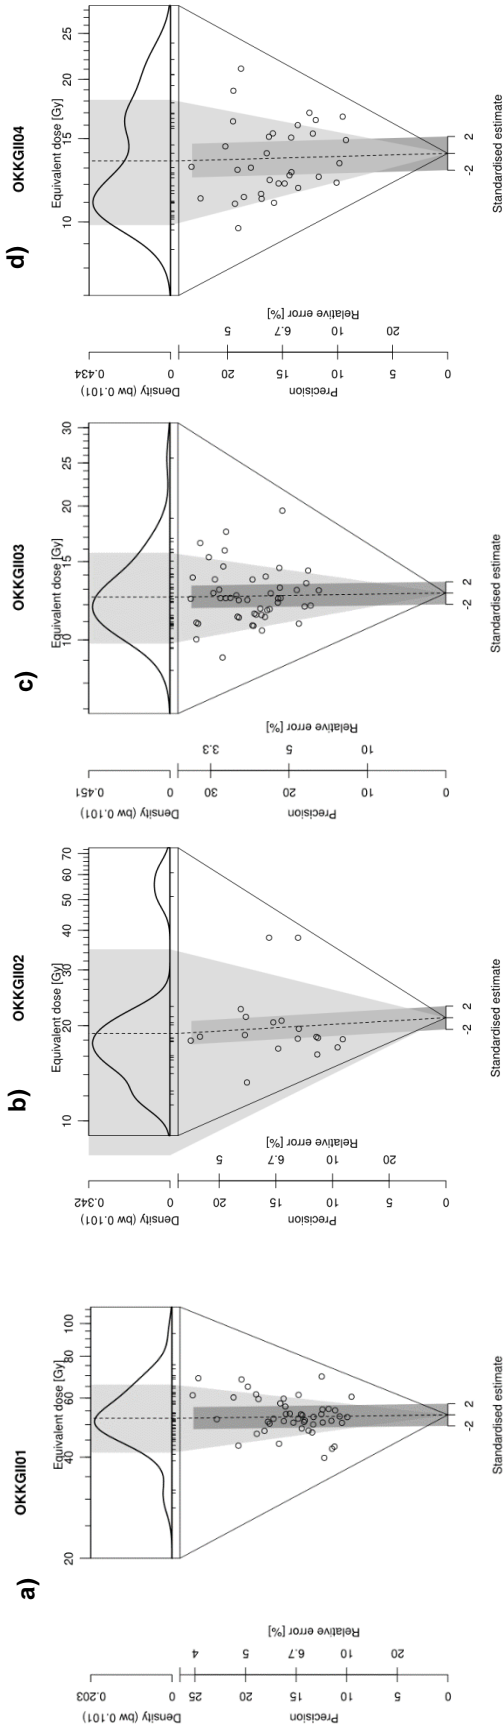 a)
OKKGII01
Equivalent dose [Gy]
20 40 60 80 100
0.203
0
Density (bw 0.101)
Relative error [%]
4 5 6.7 10 20
25 20 15 10 5 0
Precision
2
-2
Standardised estimate
b)
OKKGII02
Equivalent dose [Gy]
10 20 30 40 50 60 70
0.342
0
Density (bw 0.101)
Relative error [%]
5 6.7 10 20
20 15 10 5 0
Precision
2
-2
Standardised estimate
c)
OKKGII03
Equivalent dose [Gy]
10 15 20 25 30
0.451
0
Density (bw 0.101)
Relative error [%]
3.3 5 10
30 20 10 0
Precision
2
-2
Standardised estimate
d)
OKKGII04
Equivalent dose [Gy]
10 15 20 25
0.434
0
Density (bw 0.101)
Relative error [%]
5 6.7 10 20
20 15 10 5 0
Precision
2
-2
Standardised estimate